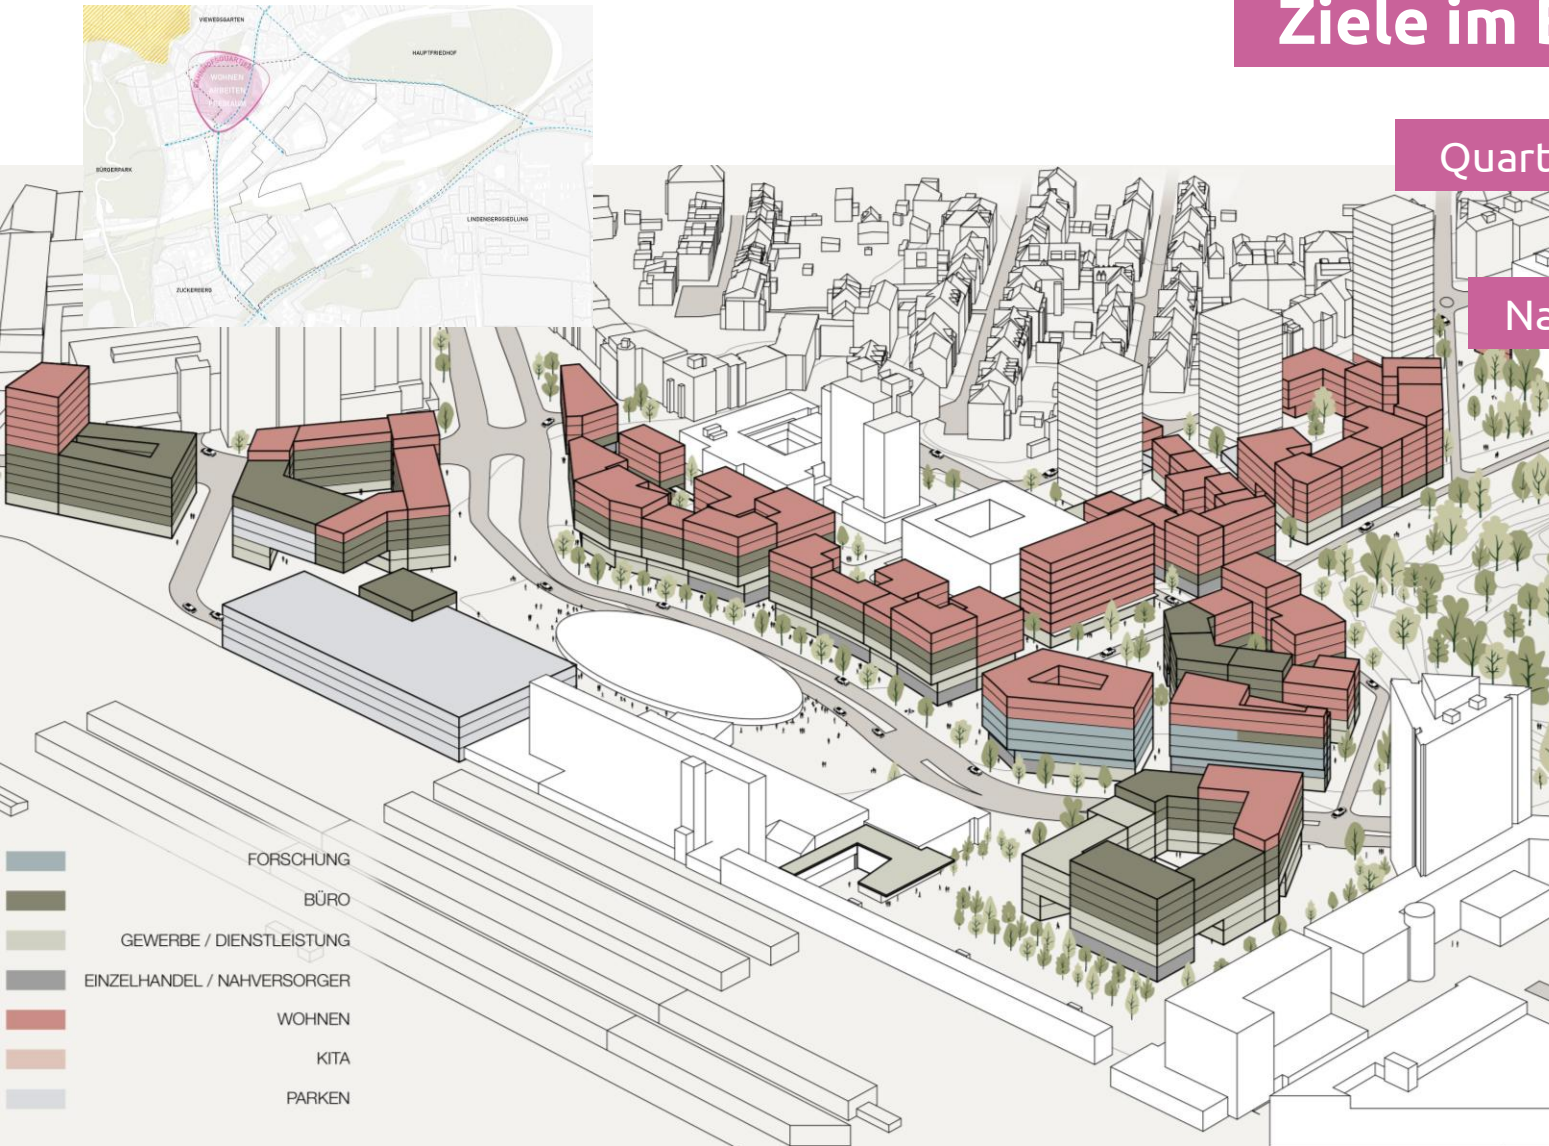 Ziele im
Quart
Na
VIEWEGSGARTEN
HAUPTFRIEDHOF
WOHNEN
ARBEITEN
BÜRGERPARK
LINDENBERGSIEDLUNG
ZUCKERBERG
FORSCHUNG
BÜRO
GEWERBE / DIENSTLEISTUNG
EINZELHANDEL / NAHVERSORGER
WOHNEN
KITA
PARKEN